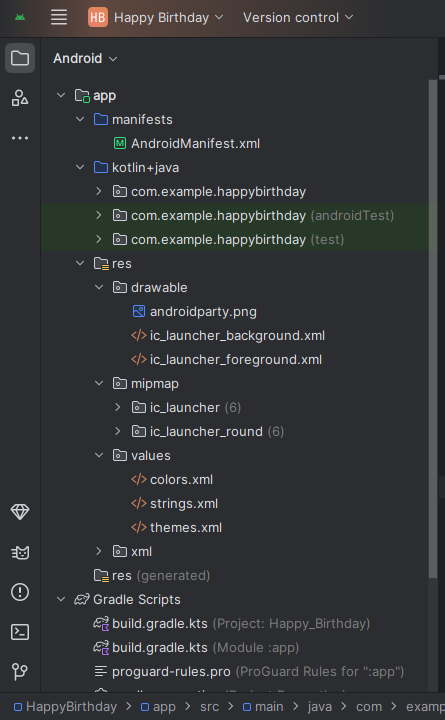 HB Happy Birthday Version control
Android
app
manifests
M AndroidManifest.xml
kotlin+java
com.example.happybirthday
com.example.happybirthday (androidTest)
com.example.happybirthday (test)
res
drawable
androidparty.png
</> ic_launcher_background.xml
</> ic_launcher_foreground.xml
mipmap
ic_launcher (6)
ic_launcher_round (6)
values
</> colors.xml
</> strings.xml
</> themes.xml
xml
res (generated)
Gradle Scripts
build.gradle.kts (Project: Happy_Birthday)
build.gradle.kts (Module :app)
proguard-rules.pro (ProGuard Rules for ":app")
HappyBirthday > app > src > main > java > com > examp